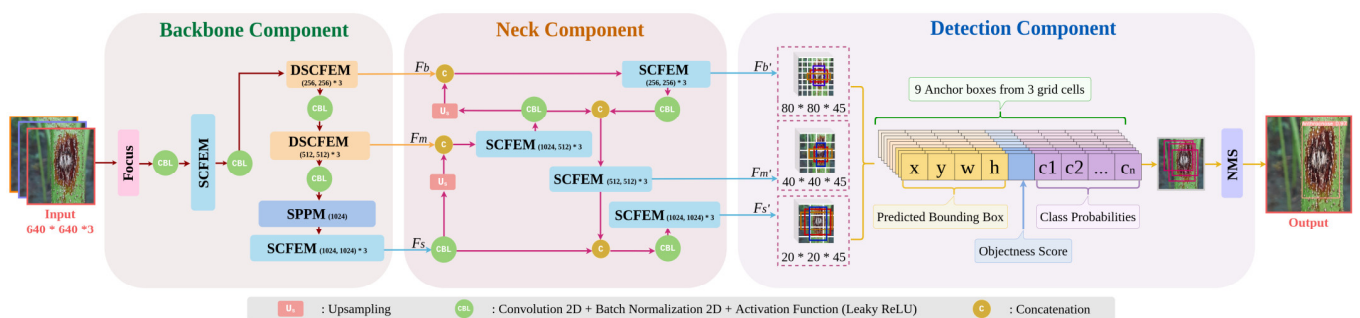 Backbone Component
Neck Component
Detection Component
Input
640 * 640 *3
Focus
CBL
SCFEM
CBL
DSCFEM
(256, 256) * 3
CBL
DSCFEM
(512, 512) * 3
CBL
SPPM (1024)
SCFEM (1024, 1024) * 3
Fb
Fm
Fs
C
Us
C
Us
CBL
CBL
SCFEM (1024, 512) * 3
C
SCFEM
(256, 256) * 3
CBL
SCFEM (512, 512) * 3
SCFEM (1024, 1024) * 3
C
CBL
Fb'
Fm'
Fs'
80 * 80 * 45
40 * 40 * 45
20 * 20 * 45
9 Anchor boxes from 3 grid cells
x y w h c1 c2 ... cn
Predicted Bounding Box
Class Probabilities
Objectness Score
NMS
Output
Us : Upsampling
CBL : Convolution 2D + Batch Normalization 2D + Activation Function (Leaky ReLU)
C : Concatenation